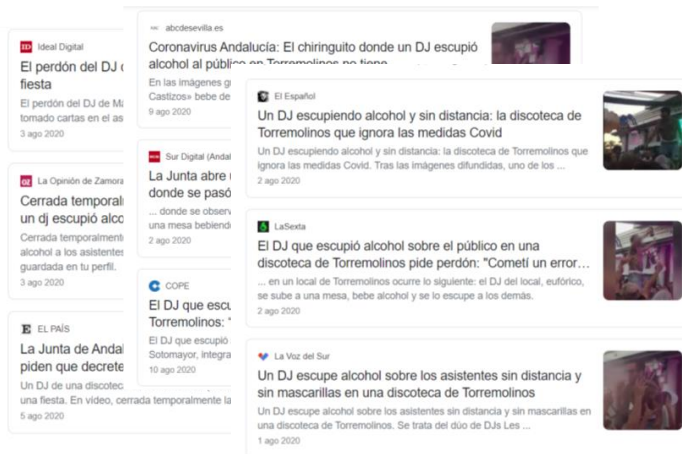 Ideal Digital
El perdón del DJ
fiesta
El perdón del DJ de Má
tomado cartas en el as
3 ago 2020
La Opinión de Zamora
Cerrada temporal
un dj escupió alco
Cerrada temporalmente
alcohol a los asistentes
guardada en tu perfil.
3 ago 2020
EL PAÍS
La Junta de Andal
piden que decrete
Un DJ de una discotec
una fiesta. En vídeo, cerrada temporalmente la
5 ago 2020
abcdesevilla.es
Coronavirus Andalucía: El chiringuito donde un DJ escupió
alcohol al público en Torremolinos no tiene
En las imágenes g
Castizos» bebe de
9 ago 2020
Sur Digital (Andal
La Junta abre
donde se pasó
... donde se observ
una mesa bebiend
2 ago 2020
COPE
El DJ que escu
Torremolinos: "
El DJ que escupió
Sotomayor, integra
10 ago 2020
El Español
Un DJ escupiendo alcohol y sin distancia: la discoteca de
Torremolinos que ignora las medidas Covid
Un DJ escupiendo alcohol y sin distancia: la discoteca de Torremolinos que
ignora las medidas Covid. Tras las imágenes difundidas, uno de los ...
2 ago 2020
LaSexta
El DJ que escupió alcohol sobre el público en una
discoteca de Torremolinos pide perdón: "Cometí un error...
... en un local de Torremolinos ocurre lo siguiente: el DJ del local, eufórico,
se sube a una mesa, bebe alcohol y se lo escupe a los demás.
2 ago 2020
La Voz del Sur
Un DJ escupe alcohol sobre los asistentes sin distancia y
sin mascarillas en una discoteca de Torremolinos
Un DJ escupe alcohol sobre los asistentes sin distancia y sin mascarillas en
una discoteca de Torremolinos. Se trata del dúo de DJs Les ...
1 ago 2020